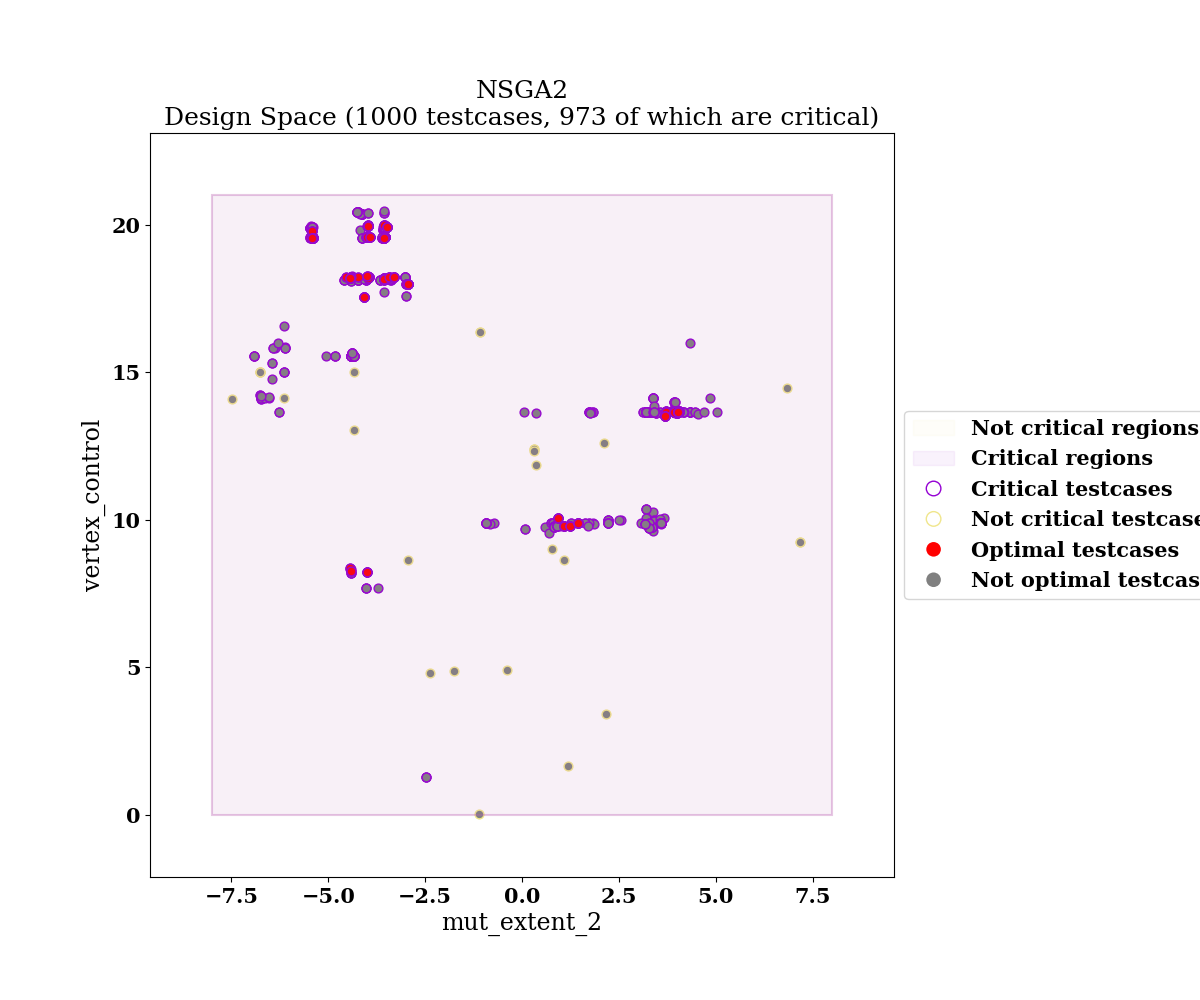 NSGA2
Design Space (1000 testcases, 973 of which are critical)
20
15
10
5
0
vertex_control
−7.5 −5.0 −2.5 0.0 2.5 5.0 7.5
mut_extent_2
Not critical regions
Critical regions
Critical testcases
Not critical testcase
Optimal testcases
Not optimal testcas